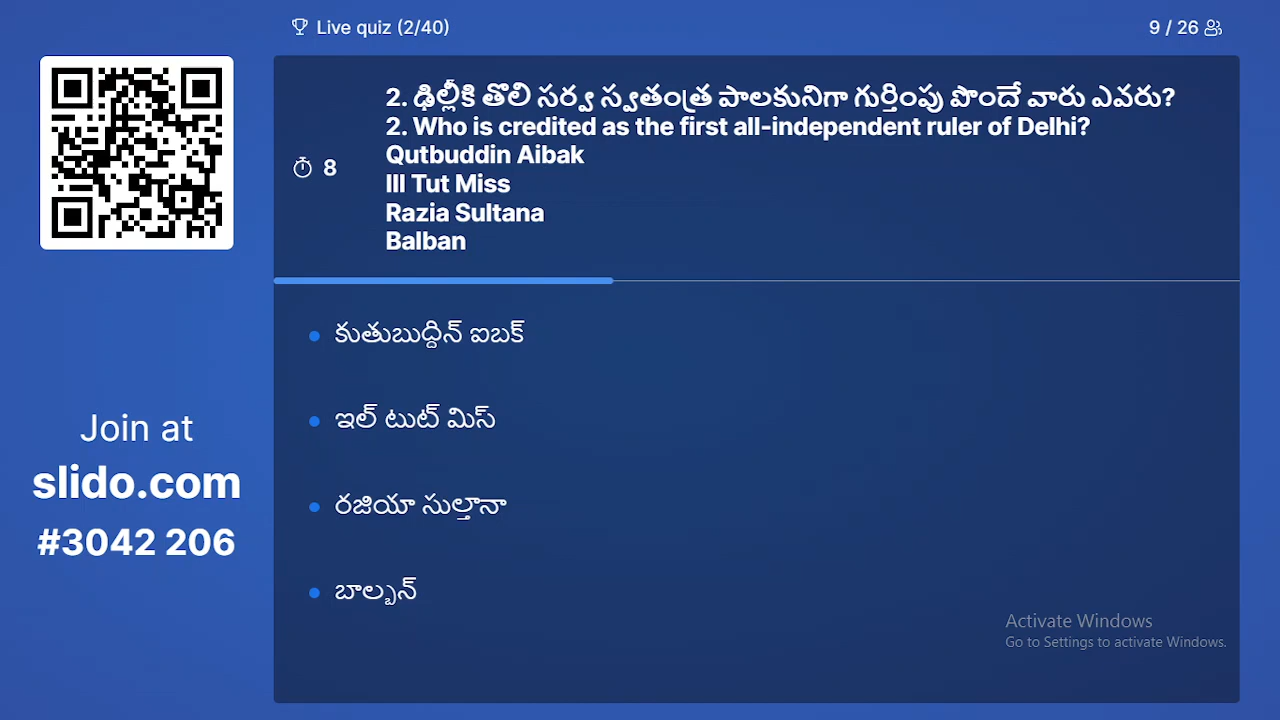 Live quiz (2/40)
9 / 26
2. ఢిల్లీకి తొలి సర్వ స్వతంత్ర పాలకునిగా గుర్తింపు పొందే వారు ఎవరు?
2. Who is credited as the first all-independent ruler of Delhi?
Qutbuddin Aibak
Ill Tut Miss
Razia Sultana
Balban
8
కుతుబుద్దిన్ ఐబక్
ఇల్ టుట్ మిస్
రజియా సుల్తానా
బాల్బన్
Join at
slido.com
#3042 206
Activate Windows
Go to Settings to activate Windows.